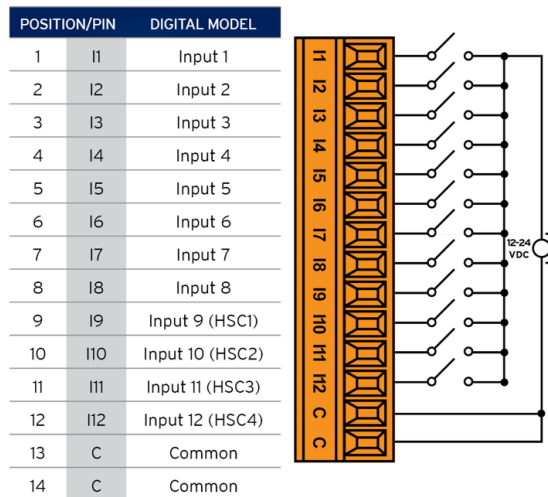 POSITION/PIN DIGITAL MODEL
1 I1 Input 1
2 I2 Input 2
3 I3 Input 3
4 I4 Input 4
5 I5 Input 5
6 I6 Input 6
7 I7 Input 7
8 I8 Input 8
9 I9 Input 9 (HSC1)
10 I10 Input 10 (HSC2)
11 I11 Input 11 (HSC3)
12 I12 Input 12 (HSC4)
13 C Common
14 C Common
I1
I2
I3
I4
I5
I6
I7
I8
I9
I10
I11
I12
C
C
12-24
VDC